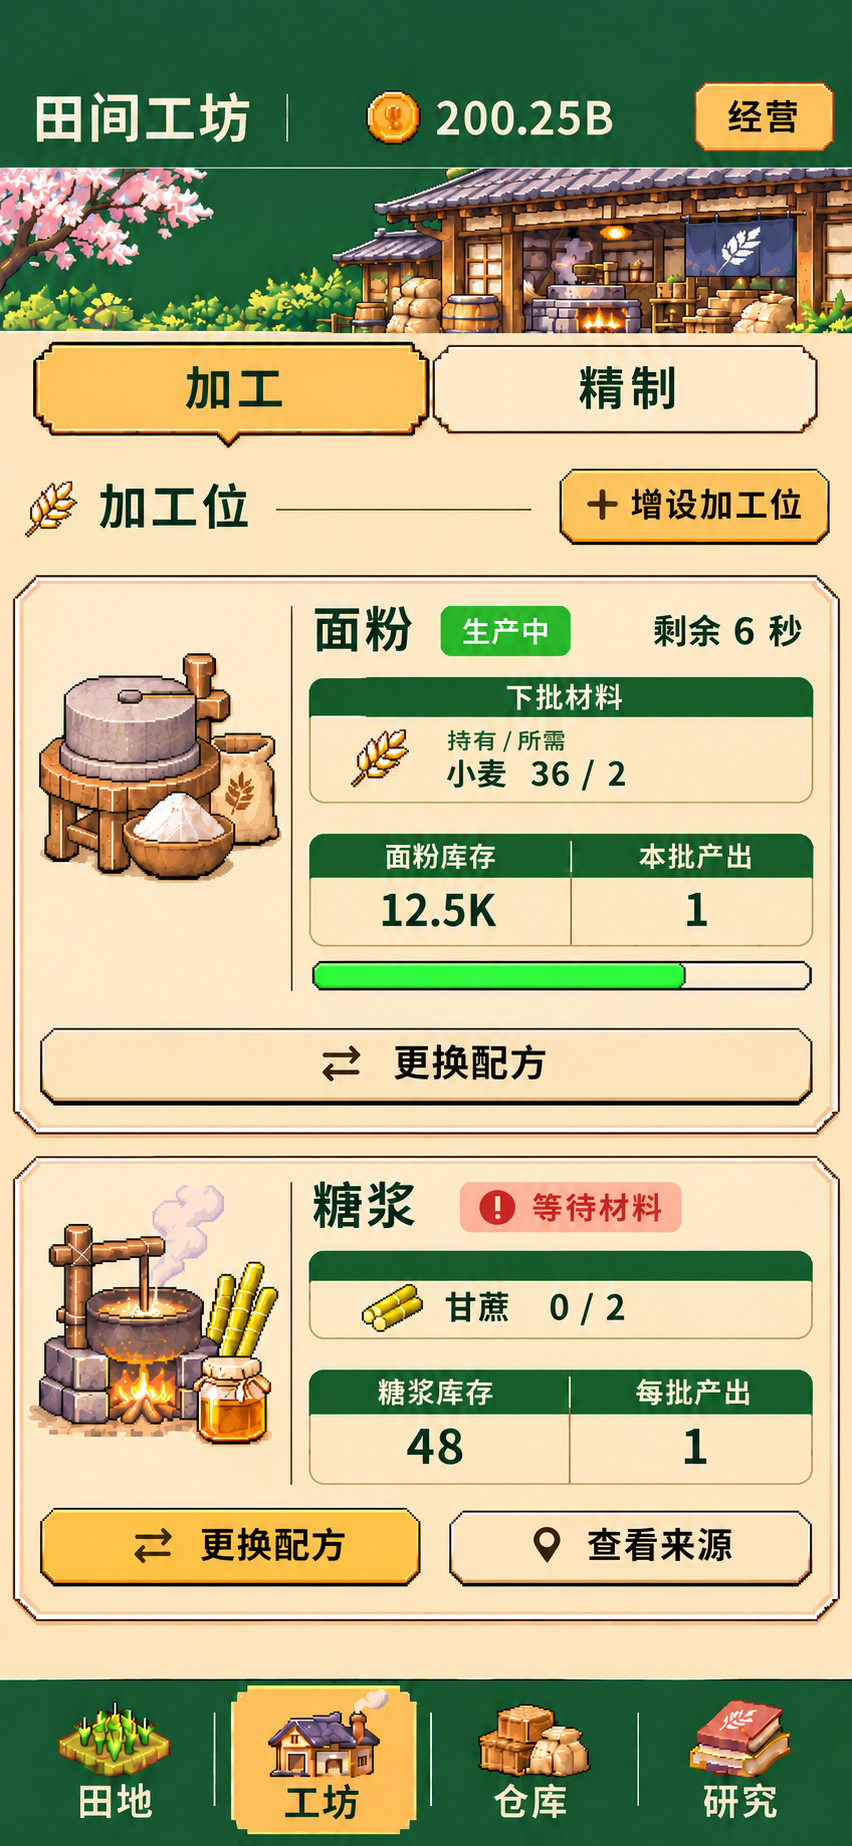 田间工坊
200.25B
经营
加工
精制
加工位
+ 增设加工位
面粉 生产中 剩余 6 秒
下批材料
持有 / 所需
小麦 36 / 2
面粉库存 本批产出
12.5K 1
更换配方
糖浆 等待材料
甘蔗 0 / 2
糖浆库存 每批产出
48 1
更换配方 查看来源
田地 工坊 仓库 研究